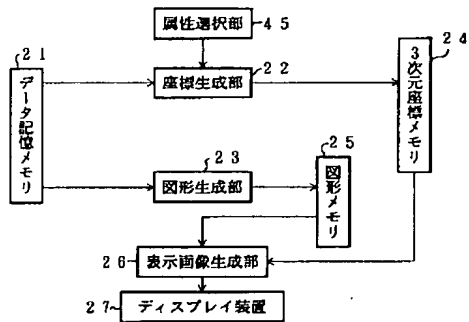 属性選択部
４５
２１
データ記憶メモリ
座標生成部
２２
２４
３次元座標メモリ
２３
図形生成部
２５
図形メモリ
２６
表示画像生成部
２７
ディスプレイ装置